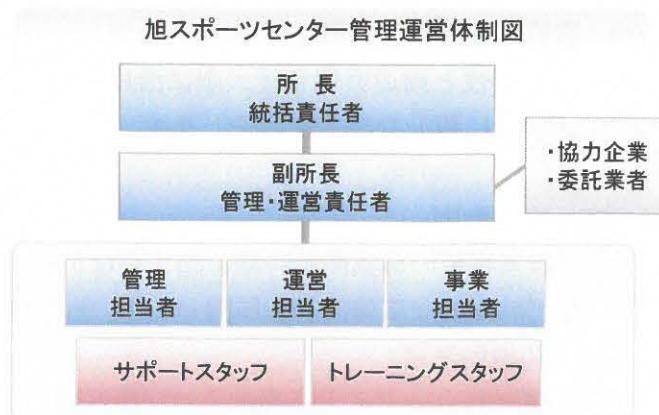 旭スポーツセンター管理運営体制図
所 長
統括責任者
副所長
管理・運営責任者
・協力企業
・委託業者
管理
担当者
運営
担当者
事業
担当者
サポートスタッフ
トレーニングスタッフ